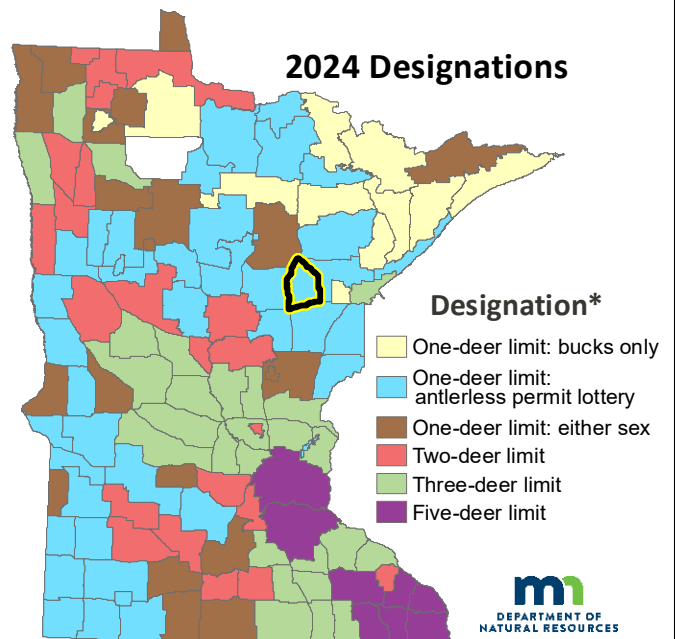 2024 Designations
Designation*
One-deer limit: bucks only
One-deer limit:
antlerless permit lottery
One-deer limit: either sex
Two-deer limit
Three-deer limit
Five-deer limit
mn
DEPARTMENT OF
NATURAL RESOURCES